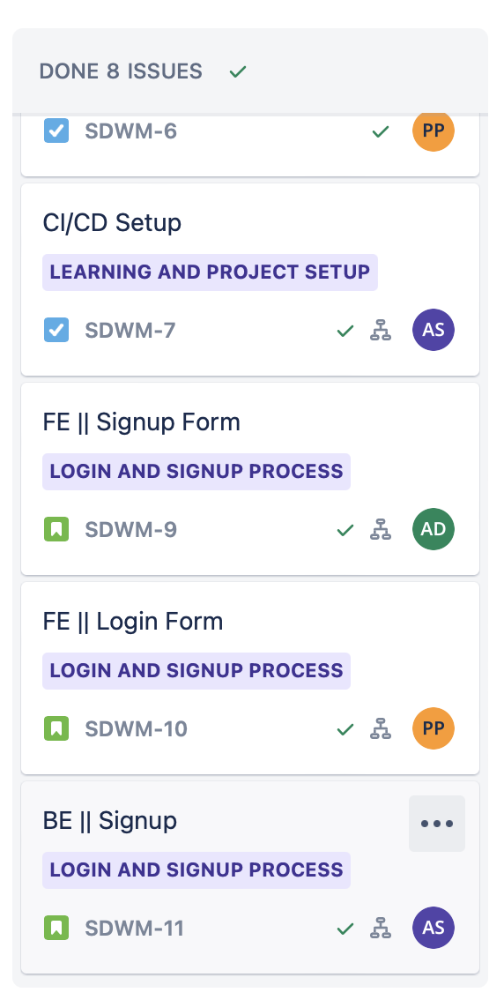 DONE 8 ISSUES
SDWM-6 PP
CI/CD Setup
LEARNING AND PROJECT SETUP
SDWM-7 AS
FE || Signup Form
LOGIN AND SIGNUP PROCESS
SDWM-9 AD
FE || Login Form
LOGIN AND SIGNUP PROCESS
SDWM-10 PP
BE || Signup
LOGIN AND SIGNUP PROCESS
SDWM-11 AS